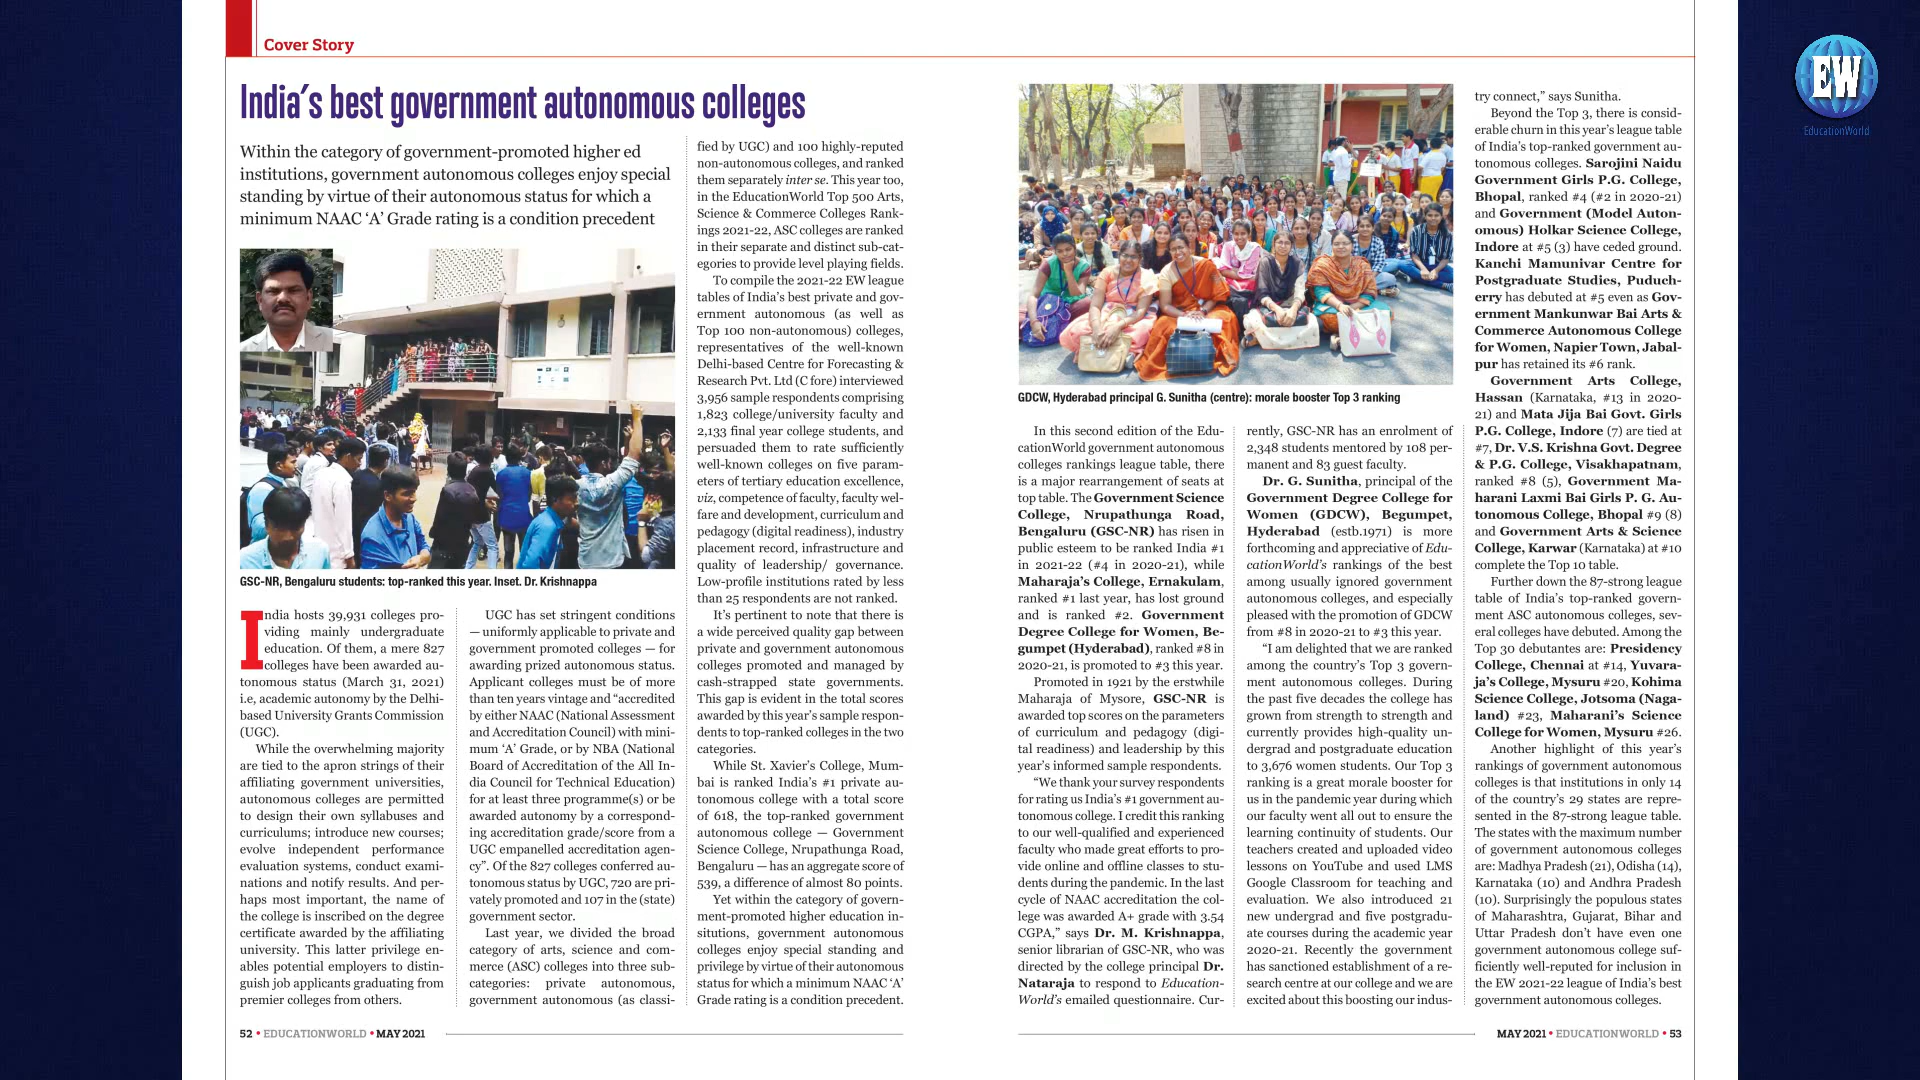 Cover Story
EW
EducationWorld
India's best government autonomous colleges
Within the category of government-promoted higher ed
institutions, government autonomous colleges enjoy special
standing by virtue of their autonomous status for which a
minimum NAAC ‘A’ Grade rating is a condition precedent
GSC-NR, Bengaluru students: top-ranked this year. Inset. Dr. Krishnappa
India hosts 39,931 colleges pro-
viding mainly undergraduate
education. Of them, a mere 827
colleges have been awarded au-
tonomous status (March 31, 2021)
i.e, academic autonomy by the Delhi-
based University Grants Commission
(UGC).
While the overwhelming majority
are tied to the apron strings of their
affiliating government universities,
autonomous colleges are permitted
to design their own syllabuses and
curriculums; introduce new courses;
evolve independent performance
evaluation systems, conduct exami-
nations and notify results. And per-
haps most important, the name of
the college is inscribed on the degree
certificate awarded by the affiliating
university. This latter privilege en-
ables potential employers to distin-
guish job applicants graduating from
premier colleges from others.
UGC has set stringent conditions
— uniformly applicable to private and
government promoted colleges — for
awarding prized autonomous status.
Applicant colleges must be of more
than ten years vintage and “accredited
by either NAAC (National Assessment
and Accreditation Council) with mini-
mum ‘A’ Grade, or by NBA (National
Board of Accreditation of the All In-
dia Council for Technical Education)
for at least three programme(s) or be
awarded autonomy by a correspond-
ing accreditation grade/score from a
UGC empanelled accreditation agen-
cy”. Of the 827 colleges conferred au-
tonomous status by UGC, 720 are pri-
vately promoted and 107 in the (state)
government sector.
Last year, we divided the broad
category of arts, science and com-
merce (ASC) colleges into three sub-
categories: private autonomous,
government autonomous (as classi-
fied by UGC) and 100 highly-reputed
non-autonomous colleges, and ranked
them separately inter se. This year too,
in the EducationWorld Top 500 Arts,
Science & Commerce Colleges Rank-
ings 2021-22, ASC colleges are ranked
in their separate and distinct sub-cat-
egories to provide level playing fields.
To compile the 2021-22 EW league
tables of India’s best private and gov-
ernment autonomous (as well as
Top 100 non-autonomous) colleges,
representatives of the well-known
Delhi-based Centre for Forecasting &
Research Pvt. Ltd (C fore) interviewed
3,956 sample respondents comprising
1,823 college/university faculty and
2,133 final year college students, and
persuaded them to rate sufficiently
well-known colleges on five param-
eters of tertiary education excellence,
viz, competence of faculty, faculty wel-
fare and development, curriculum and
pedagogy (digital readiness), industry
placement record, infrastructure and
quality of leadership/ governance.
Low-profile institutions rated by less
than 25 respondents are not ranked.
It’s pertinent to note that there is
a wide perceived quality gap between
private and government autonomous
colleges promoted and managed by
cash-strapped state governments.
This gap is evident in the total scores
awarded by this year’s sample respon-
dents to top-ranked colleges in the two
categories.
While St. Xavier’s College, Mum-
bai is ranked India’s #1 private au-
tonomous college with a total score
of 618, the top-ranked government
autonomous college — Government
Science College, Nrupathunga Road,
Bengaluru — has an aggregate score of
539, a difference of almost 80 points.
Yet within the category of govern-
ment-promoted higher education in-
stitutions, government autonomous
colleges enjoy special standing and
privilege by virtue of their autonomous
status for which a minimum NAAC ‘A’
Grade rating is a condition precedent.
GDCW, Hyderabad principal G. Sunitha (centre): morale booster Top 3 ranking
In this second edition of the Edu-
cationWorld government autonomous
colleges rankings league table, there
is a major rearrangement of seats at
top table. The Government Science
College, Nrupathunga Road,
Bengaluru (GSC-NR) has risen in
public esteem to be ranked India #1
in 2021-22 (#4 in 2020-21), while
Maharaja’s College, Ernakulam,
ranked #1 last year, has lost ground
and is ranked #2. Government
Degree College for Women, Be-
gumpet (Hyderabad), ranked #8 in
2020-21, is promoted to #3 this year.
Promoted in 1921 by the erstwhile
Maharaja of Mysore, GSC-NR is
awarded top scores on the parameters
of curriculum and pedagogy (digi-
tal readiness) and leadership by this
year’s informed sample respondents.
“We thank your survey respondents
for rating us India’s #1 government au-
tonomous college. I credit this ranking
to our well-qualified and experienced
faculty who made great efforts to pro-
vide online and offline classes to stu-
dents during the pandemic. In the last
cycle of NAAC accreditation the col-
lege was awarded A+ grade with 3.54
CGPA,” says Dr. M. Krishnappa,
senior librarian of GSC-NR, who was
directed by the college principal Dr.
Nataraja to respond to Education-
World’s emailed questionnaire. Cur-
rently, GSC-NR has an enrolment of
2,348 students mentored by 108 per-
manent and 83 guest faculty.
Dr. G. Sunitha, principal of the
Government Degree College for
Women (GDCW), Begumpet,
Hyderabad (estb.1971) is more
forthcoming and appreciative of Edu-
cationWorld’s rankings of the best
among usually ignored government
autonomous colleges, and especially
pleased with the promotion of GDCW
from #8 in 2020-21 to #3 this year.
“I am delighted that we are ranked
among the country’s Top 3 govern-
ment autonomous colleges. During
the past five decades the college has
grown from strength to strength and
currently provides high-quality un-
dergrad and postgraduate education
to 3,676 women students. Our Top 3
ranking is a great morale booster for
us in the pandemic year during which
our faculty went all out to ensure the
learning continuity of students. Our
teachers created and uploaded video
lessons on YouTube and used LMS
Google Classroom for teaching and
evaluation. We also introduced 21
new undergrad and five postgradu-
ate courses during the academic year
2020-21. Recently the government
has sanctioned establishment of a re-
search centre at our college and we are
excited about this boosting our indus-
try connect,” says Sunitha.
Beyond the Top 3, there is consid-
erable churn in this year’s league table
of India’s top-ranked government au-
tonomous colleges. Sarojini Naidu
Government Girls P.G. College,
Bhopal, ranked #4 (#2 in 2020-21)
and Government (Model Auton-
omous) Holkar Science College,
Indore at #5 (3) have ceded ground.
Kanchi Mamunivar Centre for
Postgraduate Studies, Puduch-
erry has debuted at #5 even as Gov-
ernment Mankunwar Bai Arts &
Commerce Autonomous College
for Women, Napier Town, Jabal-
pur has retained its #6 rank.
Government Arts College,
Hassan (Karnataka, #13 in 2020-
21) and Mata Jija Bai Govt. Girls
P.G. College, Indore (7) are tied at
#7, Dr. V.S. Krishna Govt. Degree
& P.G. College, Visakhapatnam,
ranked #8 (5), Government Ma-
harani Laxmi Bai Girls P. G. Au-
tonomous College, Bhopal #9 (8)
and Government Arts & Science
College, Karwar (Karnataka) at #10
complete the Top 10 table.
Further down the 87-strong league
table of India’s top-ranked govern-
ment ASC autonomous colleges, sev-
eral colleges have debuted. Among the
Top 30 debutantes are: Presidency
College, Chennai at #14, Yuvara-
ja’s College, Mysuru #20, Kohima
Science College, Jotsoma (Naga-
land) #23, Maharani’s Science
College for Women, Mysuru #26.
Another highlight of this year’s
rankings of government autonomous
colleges is that institutions in only 14
of the country’s 29 states are repre-
sented in the 87-strong league table.
The states with the maximum number
of government autonomous colleges
are: Madhya Pradesh (21), Odisha (14),
Karnataka (10) and Andhra Pradesh
(10). Surprisingly the populous states
of Maharashtra, Gujarat, Bihar and
Uttar Pradesh don’t have even one
government autonomous college suf-
ficiently well-reputed for inclusion in
the EW 2021-22 league of India’s best
government autonomous colleges.
52 • EDUCATIONWORLD • MAY 2021
MAY 2021 • EDUCATIONWORLD • 53